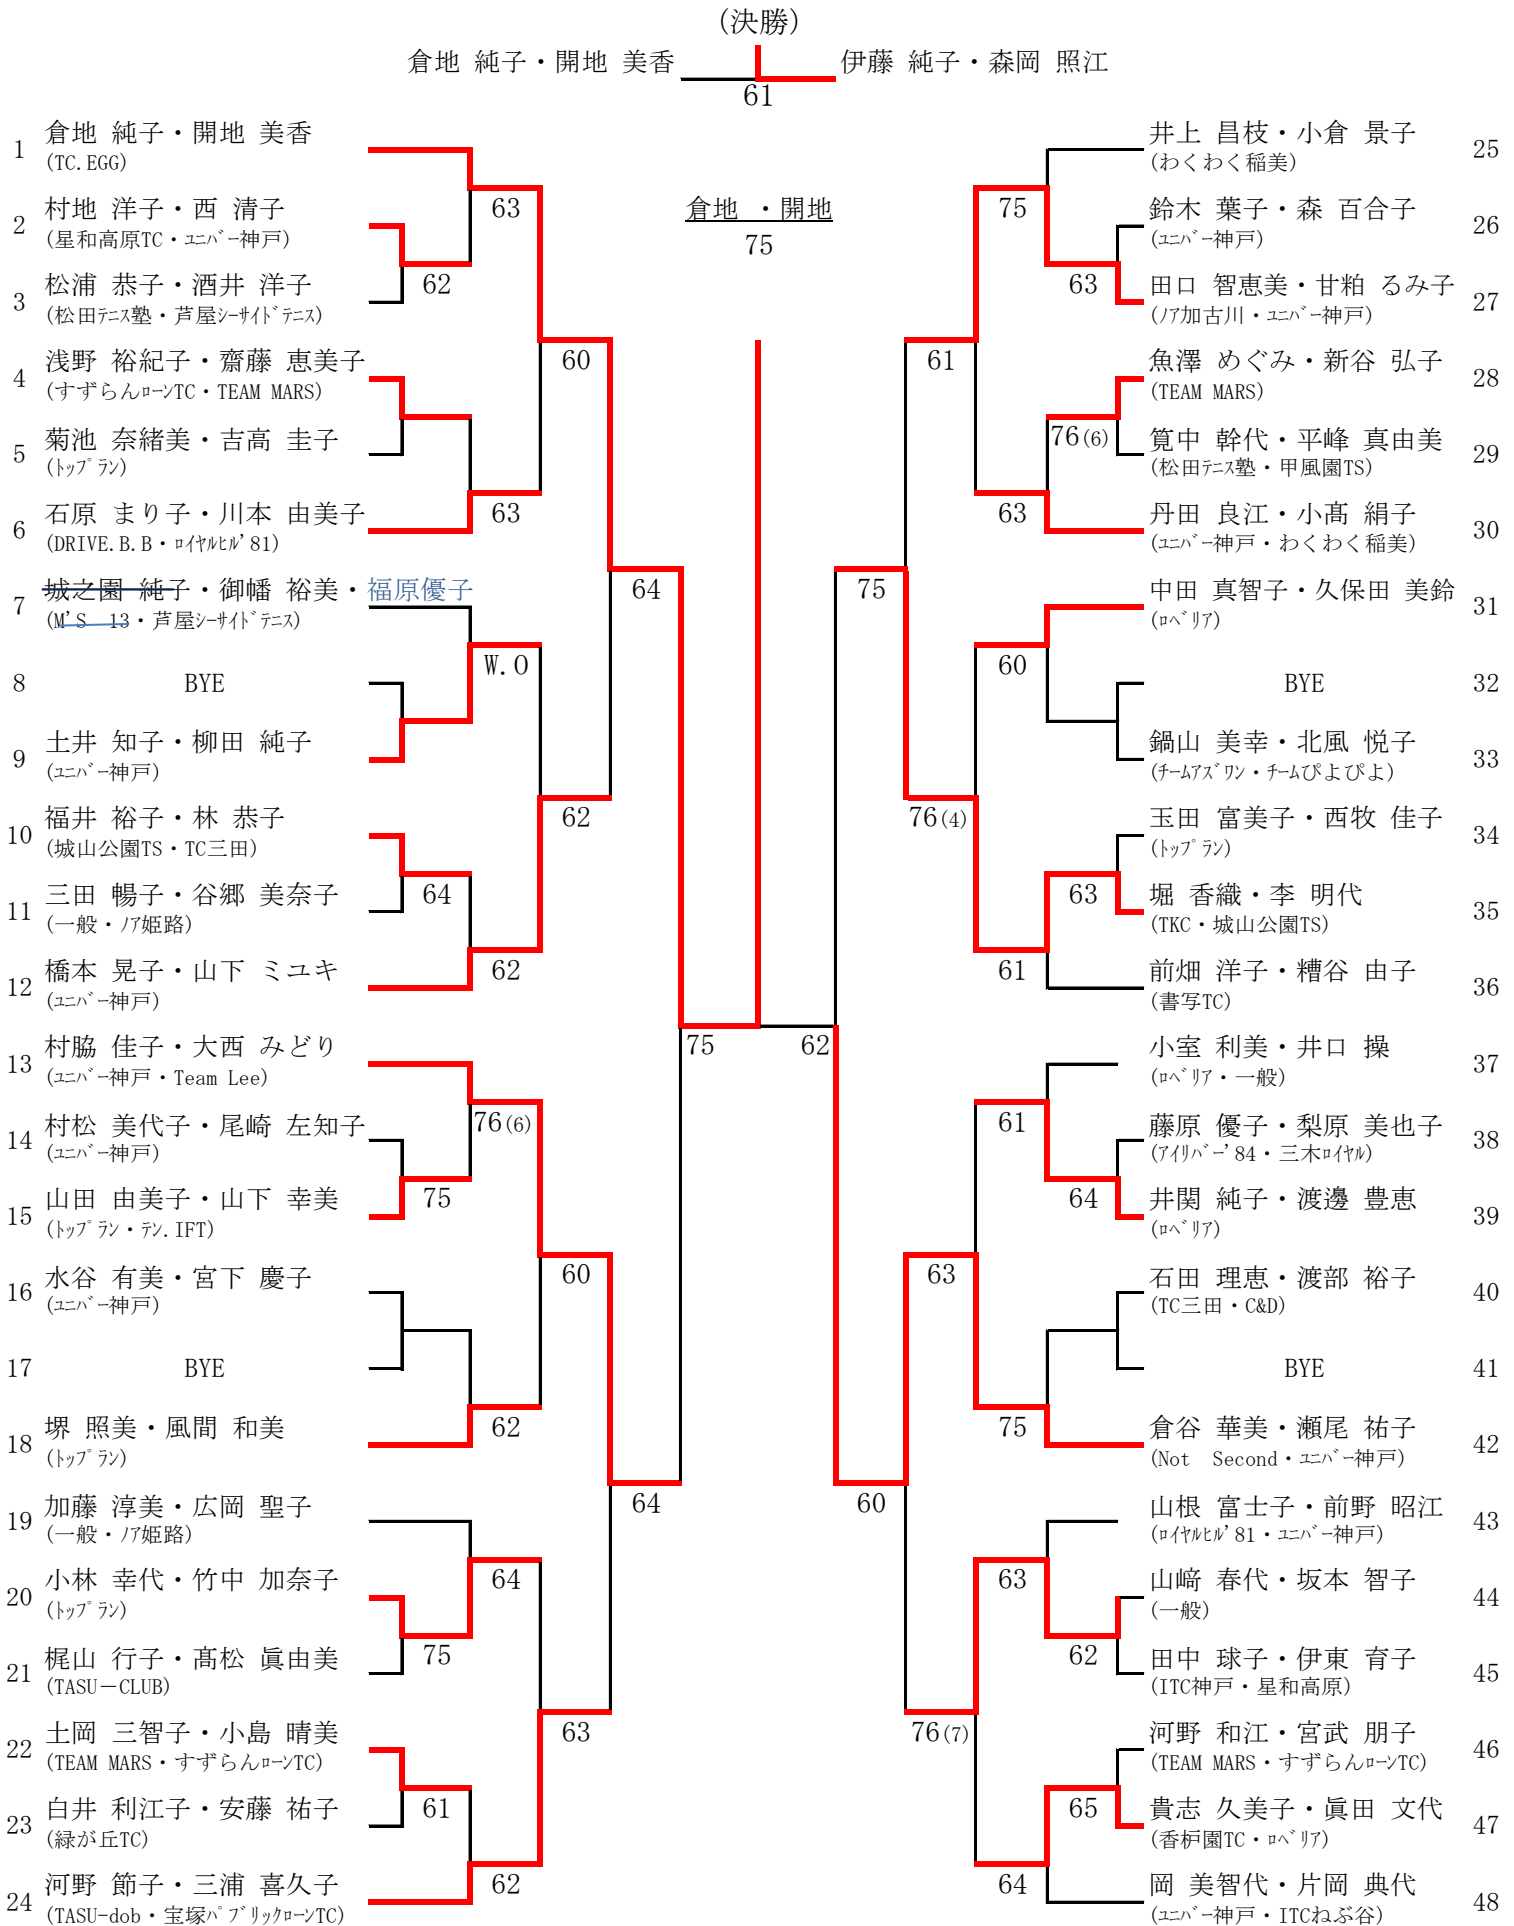 (決勝)
倉地 純子・開地 美香
伊藤 純子・森岡 照江
61
倉地 ・開地
75
1 倉地 純子・開地 美香
(TC.EGG)
2 村地 洋子・西 清子
(星和高原TC・ユニバー神戸)
3 松浦 恭子・酒井 洋子
(松田テニス塾・芦屋シーサイドテニス)
4 浅野 裕紀子・齋藤 恵美子
(すずらんローンTC・TEAM MARS)
5 菊池 奈緒美・吉高 圭子
(トップラン)
6 石原 まり子・川本 由美子
(DRIVE.B.B・ロイヤルヒル'81)
7 城之園 純子・御幡 裕美・福原優子
(M'S 13・芦屋シーサイドテニス)
8 BYE
9 土井 知子・柳田 純子
(ユニバー神戸)
10 福井 裕子・林 恭子
(城山公園TS・TC三田)
11 三田 暢子・谷郷 美奈子
(一般・ノア姫路)
12 橋本 晃子・山下 ミユキ
(ユニバー神戸)
13 村脇 佳子・大西 みどり
(ユニバー神戸・Team Lee)
14 村松 美代子・尾崎 左知子
(ユニバー神戸)
15 山田 由美子・山下 幸美
(トップラン・テン.IFT)
16 水谷 有美・宮下 慶子
(ユニバー神戸)
17 BYE
18 堺 照美・風間 和美
(トップラン)
19 加藤 淳美・広岡 聖子
(一般・ノア姫路)
20 小林 幸代・竹中 加奈子
(トップラン)
21 梶山 行子・髙松 眞由美
(TASU－CLUB)
22 土岡 三智子・小島 晴美
(TEAM MARS・すずらんローンTC)
23 白井 利江子・安藤 祐子
(緑が丘TC)
24 河野 節子・三浦 喜久子
(TASU-dob・宝塚パブリックローンTC)
63
62
60
63
64
W.O
62
64
62
75
76(6)
75
60
62
64
64
75
63
61
62
井上 昌枝・小倉 景子 25
(わくわく稲美)
鈴木 葉子・森 百合子 26
(ユニバー神戸)
田口 智恵美・甘粕 るみ子 27
(ノア加古川・ユニバー神戸)
魚澤 めぐみ・新谷 弘子 28
(TEAM MARS)
筧中 幹代・平峰 真由美 29
(松田テニス塾・甲風園TS)
丹田 良江・小髙 絹子 30
(ユニバー神戸・わくわく稲美)
中田 真智子・久保田 美鈴 31
(ロペリア)
BYE 32
鍋山 美幸・北風 悦子 33
(チームアズワン・チームぴよぴよ)
玉田 富美子・西牧 佳子 34
(トップラン)
堀 香織・李 明代 35
(TKC・城山公園TS)
前畑 洋子・糟谷 由子 36
(書写TC)
小室 利美・井口 操 37
(ロペリア・一般)
藤原 優子・梨原 美也子 38
(アイリバー'84・三木ロイヤル)
井関 純子・渡邊 豊恵 39
(ロペリア)
石田 理恵・渡部 裕子 40
(TC三田・C&D)
BYE 41
倉谷 華美・瀬尾 祐子 42
(Not Second・ユニバー神戸)
山根 富士子・前野 昭江 43
(ロイヤルヒル'81・ユニバー神戸)
山﨑 春代・坂本 智子 44
(一般)
田中 球子・伊東 育子 45
(ITC神戸・星和高原)
河野 和江・宮武 朋子 46
(TEAM MARS・すずらんローンTC)
貴志 久美子・眞田 文代 47
(香枦園TC・ロペリア)
岡 美智代・片岡 典代 48
(ユニバー神戸・ITCねぶ谷)
75
63
61
76(6)
63
75
60
76(4)
63
61
62
61
64
63
75
60
63
62
76(7)
65
64